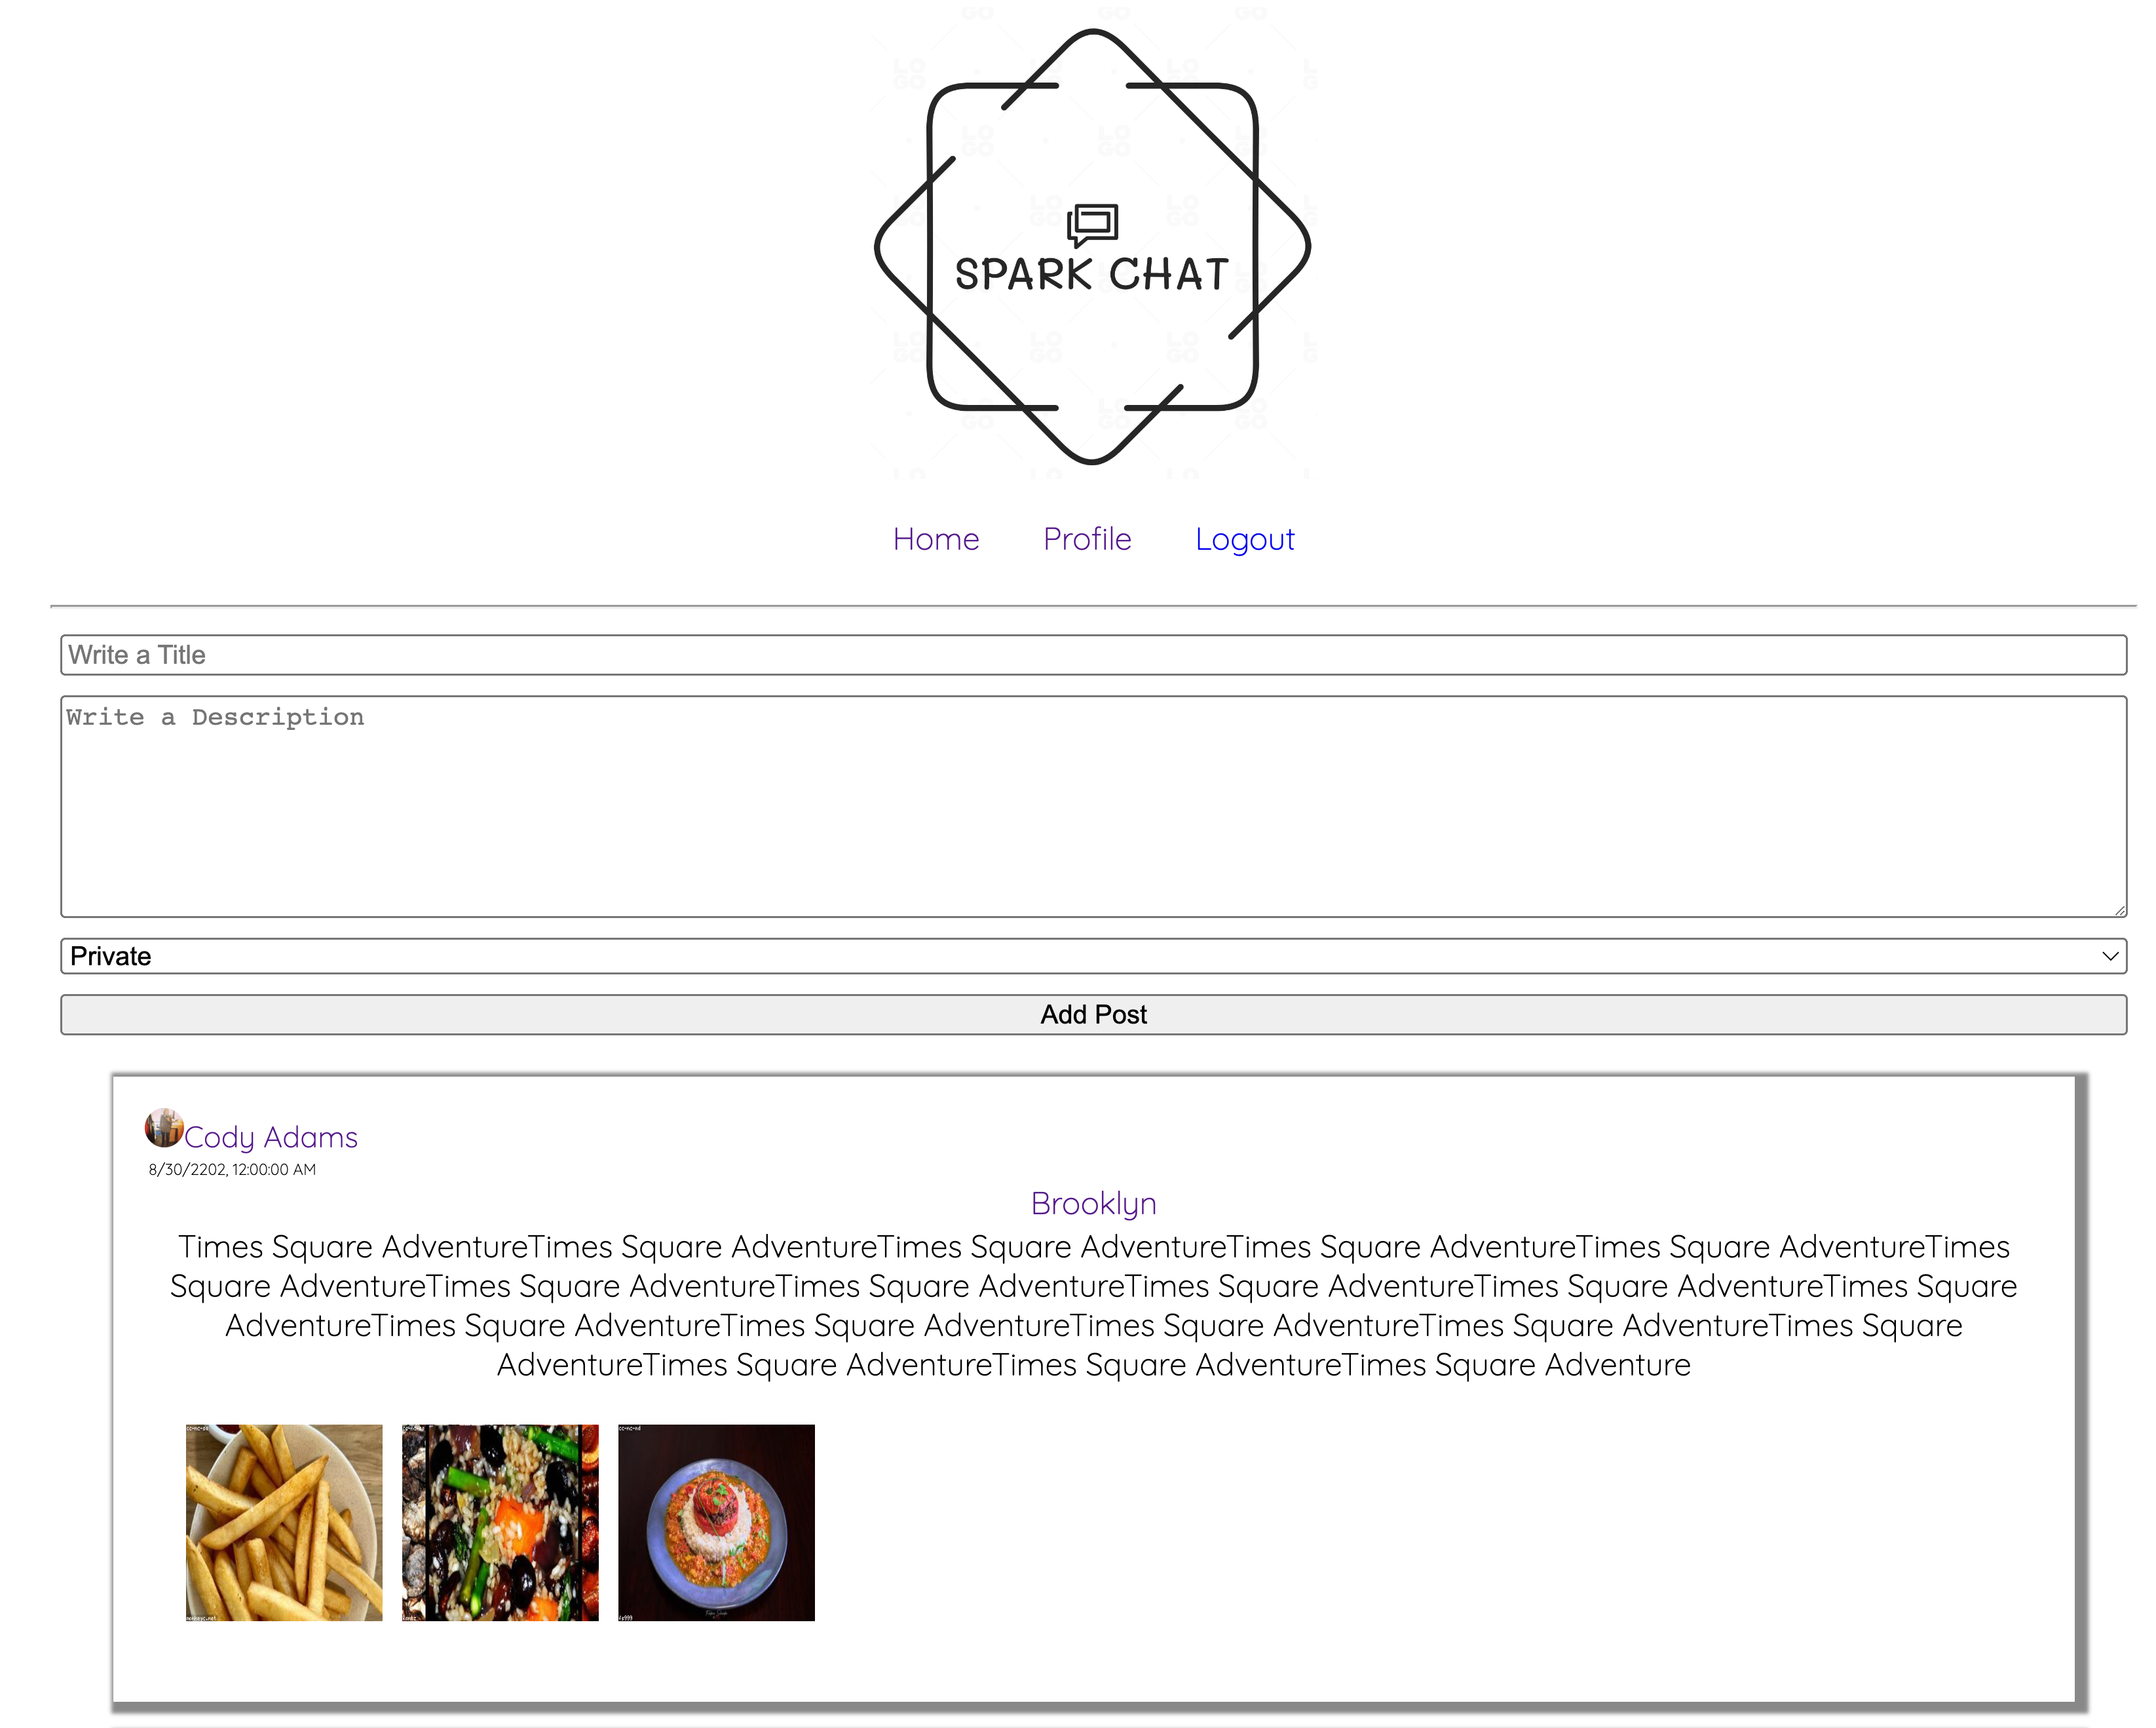 SPARK CHAT
Home Profile Logout
Write a Title
Write a Description
Private
Add Post
Cody Adams
8/30/2202, 12:00:00 AM
Brooklyn
Times Square AdventureTimes Square AdventureTimes Square AdventureTimes Square AdventureTimes Square AdventureTimes
Square AdventureTimes Square AdventureTimes Square AdventureTimes Square AdventureTimes Square AdventureTimes Square
AdventureTimes Square AdventureTimes Square AdventureTimes Square AdventureTimes Square AdventureTimes Square
AdventureTimes Square AdventureTimes Square AdventureTimes Square Adventure